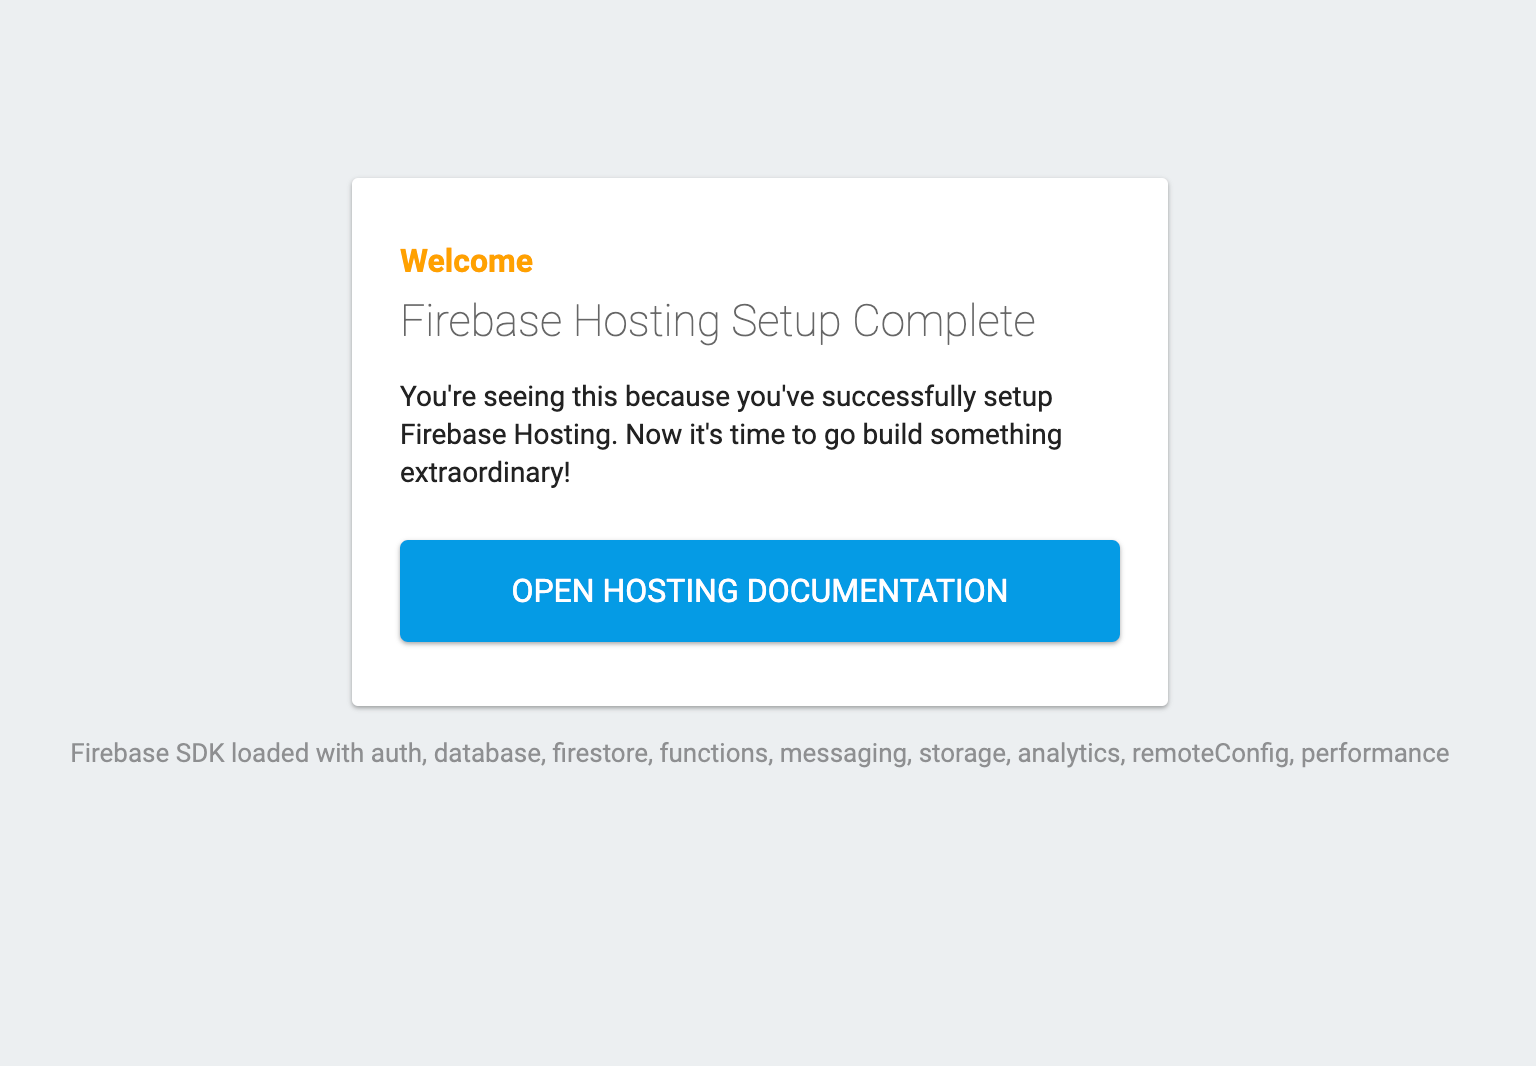 Welcome
Firebase Hosting Setup Complete
You're seeing this because you've successfully setup
Firebase Hosting. Now it's time to go build something
extraordinary!
OPEN HOSTING DOCUMENTATION
Firebase SDK loaded with auth, database, firestore, functions, messaging, storage, analytics, remoteConfig, performance